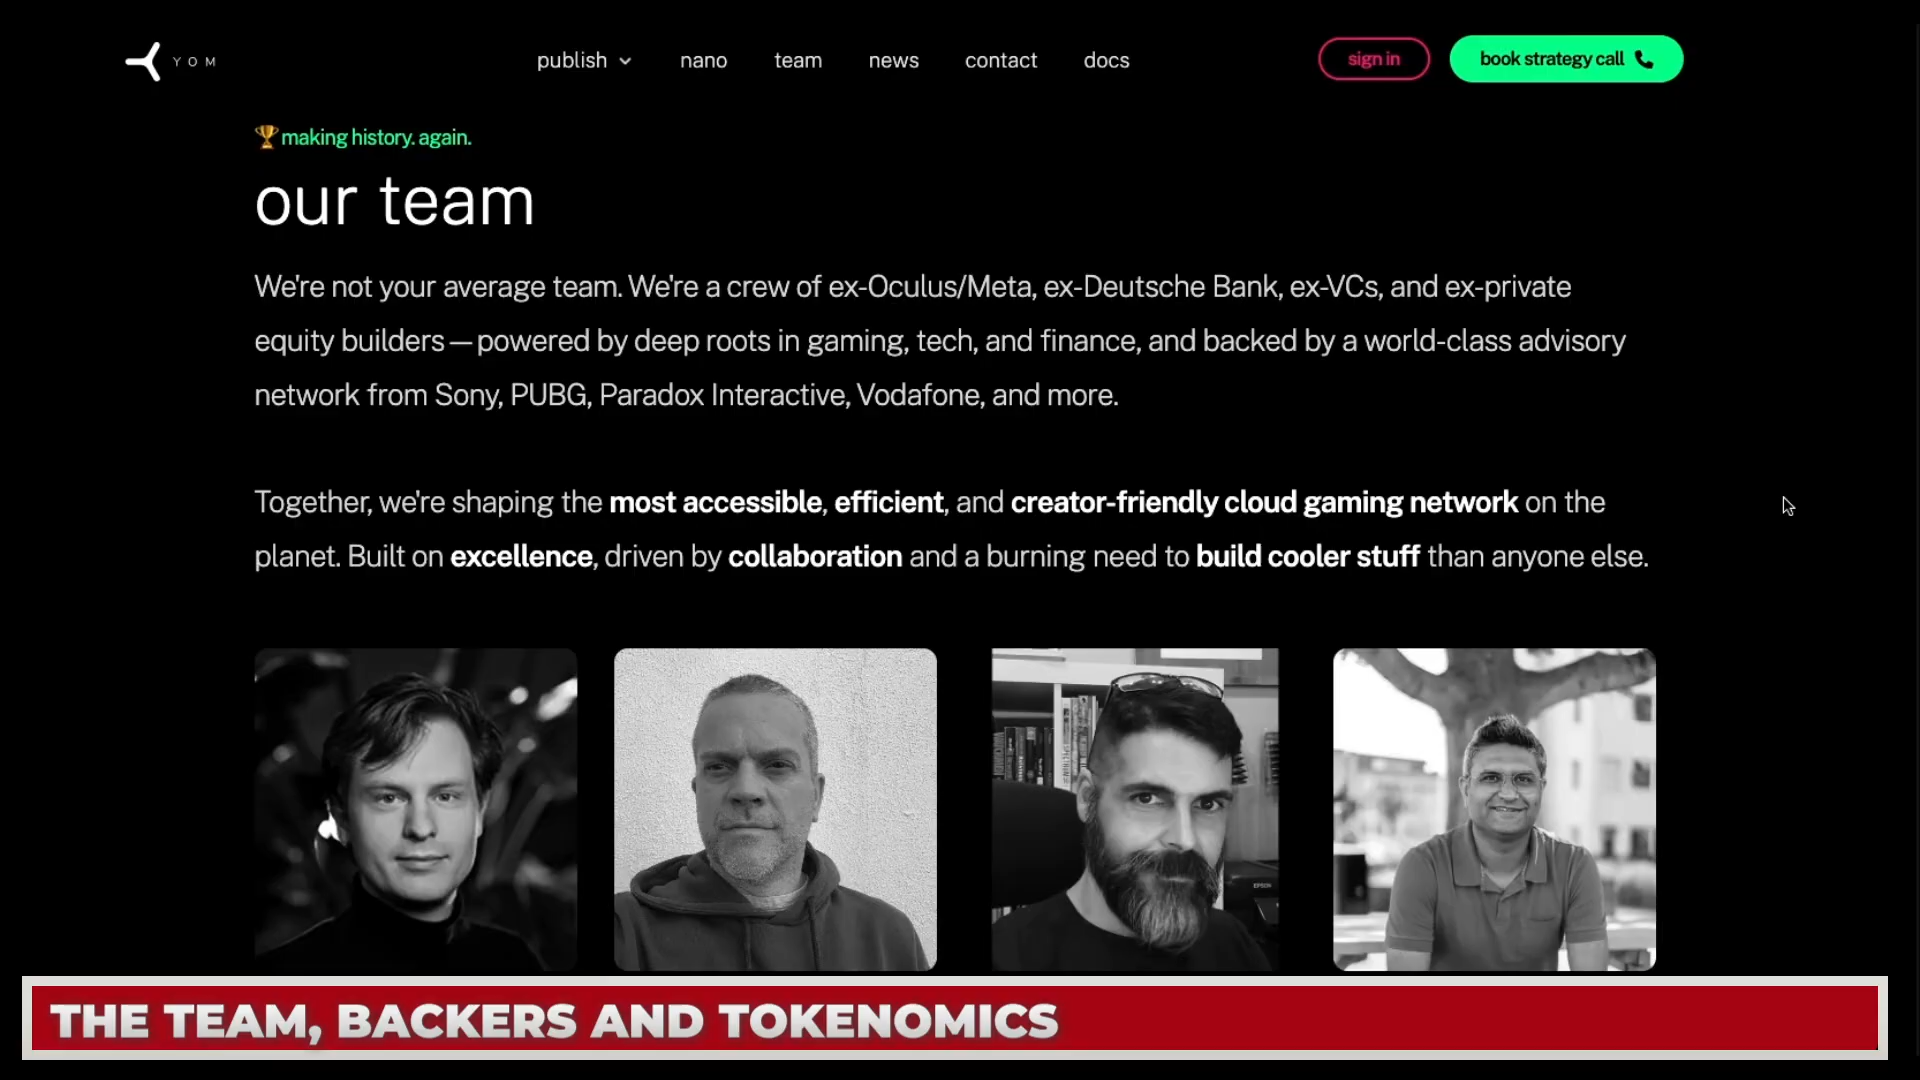 YOM
publish
nano
team
news
contact
docs
sign in
book strategy call
making history. again.
our team
We're not your average team. We're a crew of ex-Oculus/Meta, ex-Deutsche Bank, ex-VCs, and ex-private
equity builders — powered by deep roots in gaming, tech, and finance, and backed by a world-class advisory
network from Sony, PUBG, Paradox Interactive, Vodafone, and more.
Together, we're shaping the most accessible, efficient, and creator-friendly cloud gaming network on the
planet. Built on excellence, driven by collaboration and a burning need to build cooler stuff than anyone else.
EPSON
THE TEAM, BACKERS AND TOKENOMICS